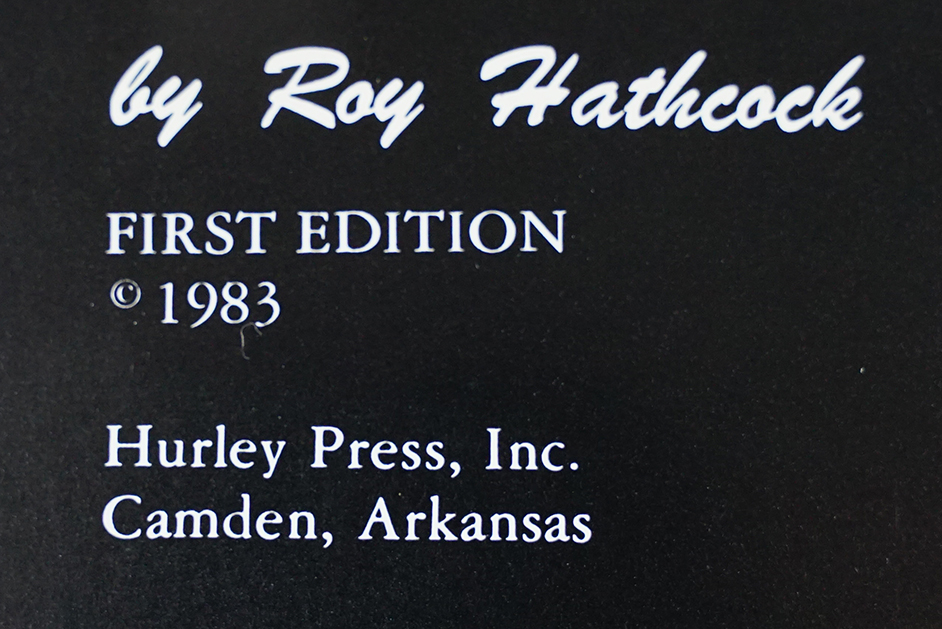 by Roy Hathcock
FIRST EDITION
© 1983
Hurley Press, Inc.
Camden, Arkansas